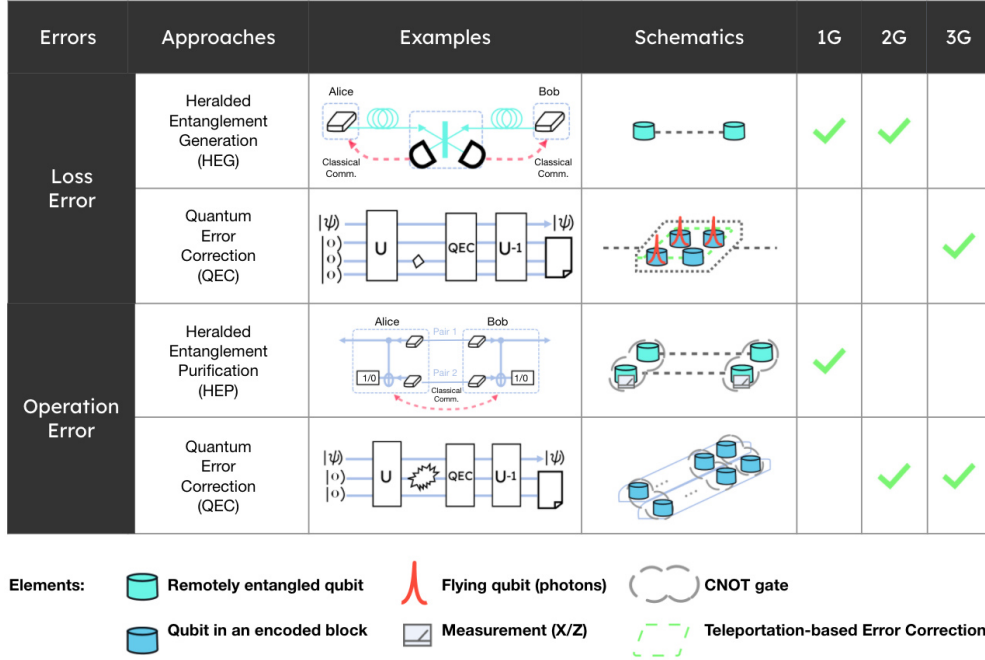 Errors Approaches Examples Schematics 1G 2G 3G
Loss
Error
Heralded
Entanglement
Generation
(HEG)
Alice Bob
Classical
Comm.
Classical
Comm.
Quantum
Error
Correction
(QEC)
|ψ⟩ U QEC U-1 |ψ⟩
|0⟩
|0⟩
|0⟩
Operation
Error
Heralded
Entanglement
Purification
(HEP)
Alice Bob
Pair 1
1/0 Pair 2 1/0
Classical
Comm.
Quantum
Error
Correction
(QEC)
|ψ⟩ U QEC U-1 |ψ⟩
|0⟩
|0⟩
... ...
Elements:
Remotely entangled qubit
Flying qubit (photons)
CNOT gate
Qubit in an encoded block
Measurement (X/Z)
Teleportation-based Error Correction